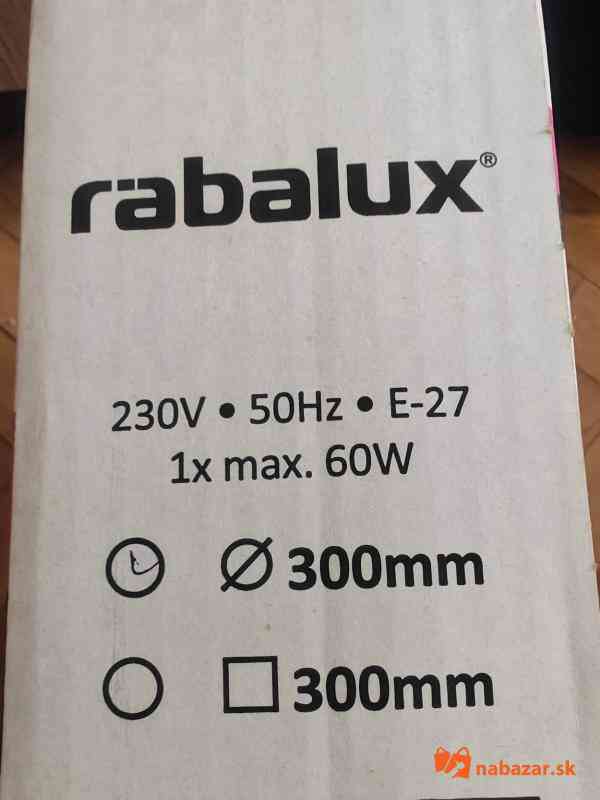 rabalux®
230V • 50Hz • E-27
1x max. 60W
Ø 300mm
300mm
nabazar.sk